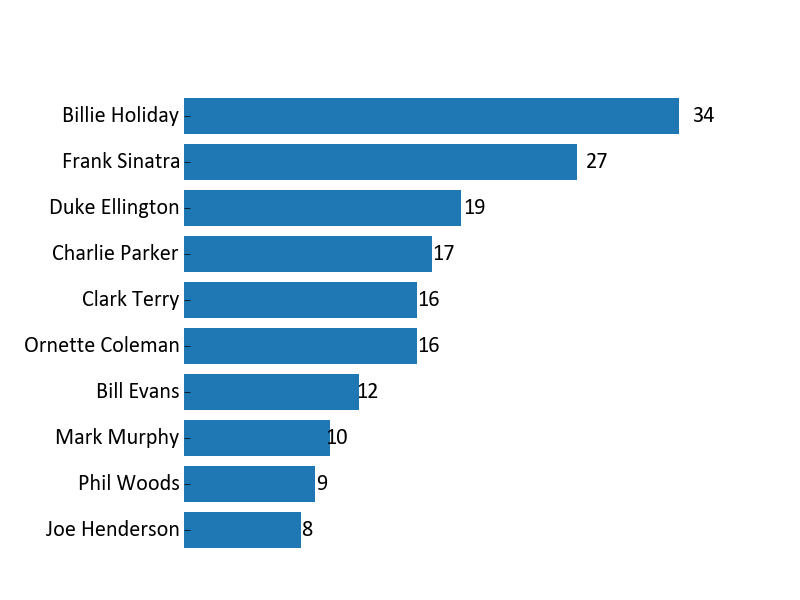 Billie Holiday 34
Frank Sinatra 27
Duke Ellington 19
Charlie Parker 17
Clark Terry 16
Ornette Coleman 16
Bill Evans 12
Mark Murphy 10
Phil Woods 9
Joe Henderson 8